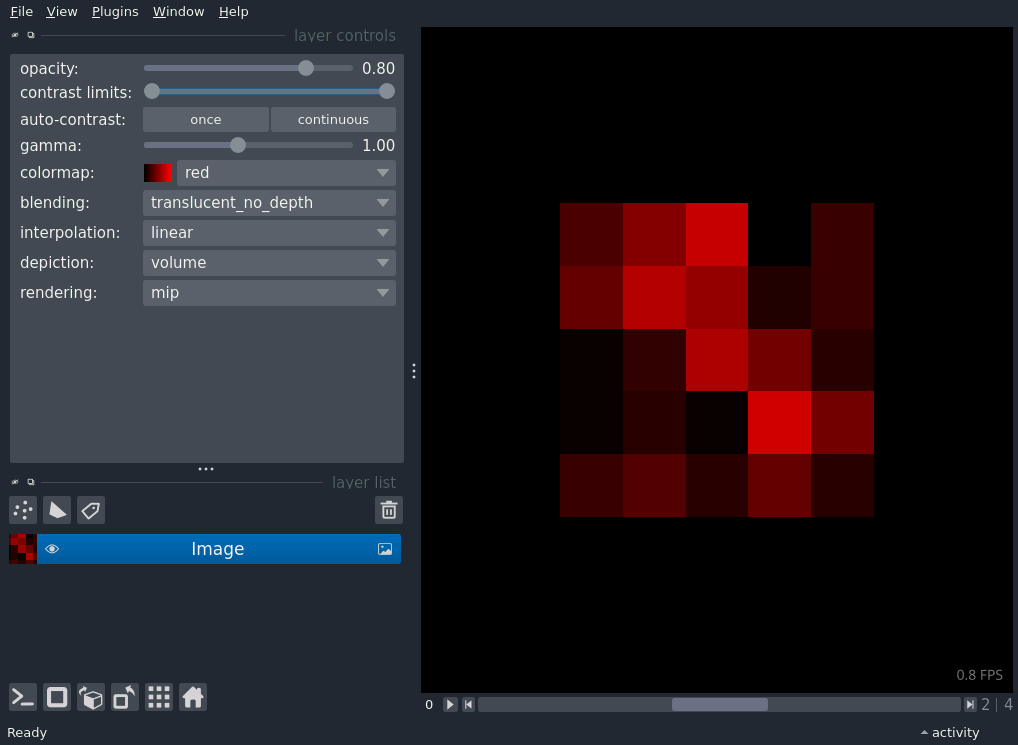 File View Plugins Window Help
layer controls
opacity: 0.80
contrast limits:
auto-contrast: once continuous
gamma: 1.00
colormap: red
blending: translucent_no_depth
interpolation: linear
depiction: volume
rendering: mip
layer list
Image
0.8 FPS
0 2 | 4
Ready activity